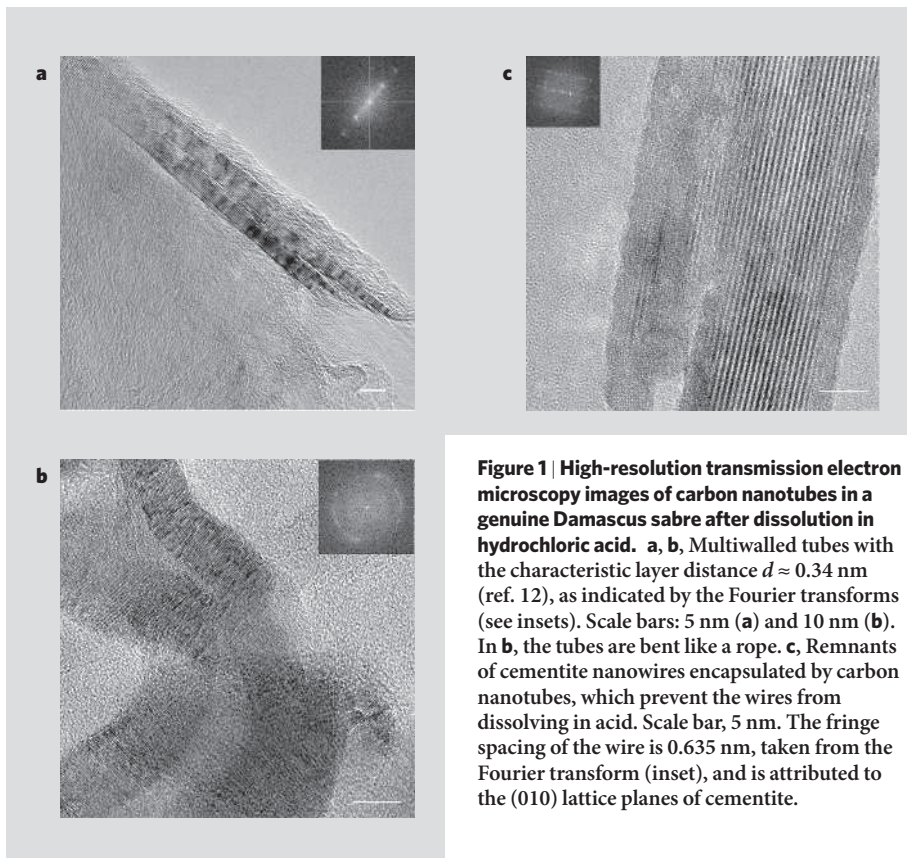 a
c
b
Figure 1 | High-resolution transmission electron
microscopy images of carbon nanotubes in a
genuine Damascus sabre after dissolution in
hydrochloric acid. a, b, Multiwalled tubes with
the characteristic layer distance d ≈ 0.34 nm
(ref. 12), as indicated by the Fourier transforms
(see insets). Scale bars: 5 nm (a) and 10 nm (b).
In b, the tubes are bent like a rope. c, Remnants
of cementite nanowires encapsulated by carbon
nanotubes, which prevent the wires from
dissolving in acid. Scale bar, 5 nm. The fringe
spacing of the wire is 0.635 nm, taken from the
Fourier transform (inset), and is attributed to
the (010) lattice planes of cementite.